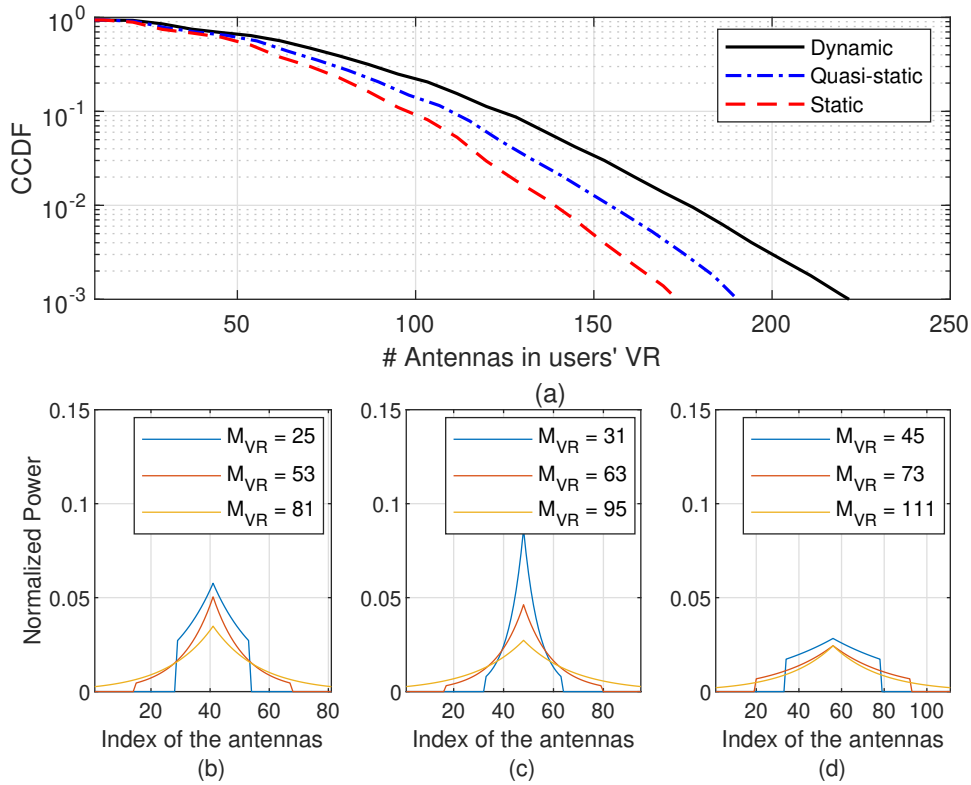 10^0
10^-1
10^-2
10^-3
CCDF
Dynamic
Quasi-static
Static
50 100 150 200 250
# Antennas in users' VR
(a)
0.15
0.1
0.05
0
Normalized Power
M_VR = 25
M_VR = 53
M_VR = 81
20 40 60 80
Index of the antennas
(b)
0.15
0.1
0.05
0
M_VR = 31
M_VR = 63
M_VR = 95
20 40 60 80
Index of the antennas
(c)
0.15
0.1
0.05
0
M_VR = 45
M_VR = 73
M_VR = 111
20 40 60 80 100
Index of the antennas
(d)